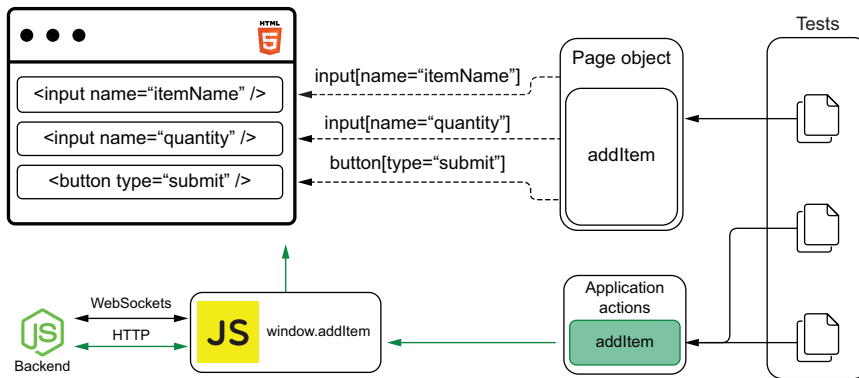 HTML
5
Tests
Page object
input[name=“itemName”]
<input name=“itemName” />
input[name=“quantity”]
<input name=“quantity” />
addItem
button[type=“submit”]
<button type=“submit” />
Application
actions
WebSockets
JS
JS
window.addItem
addItem
HTTP
Backend